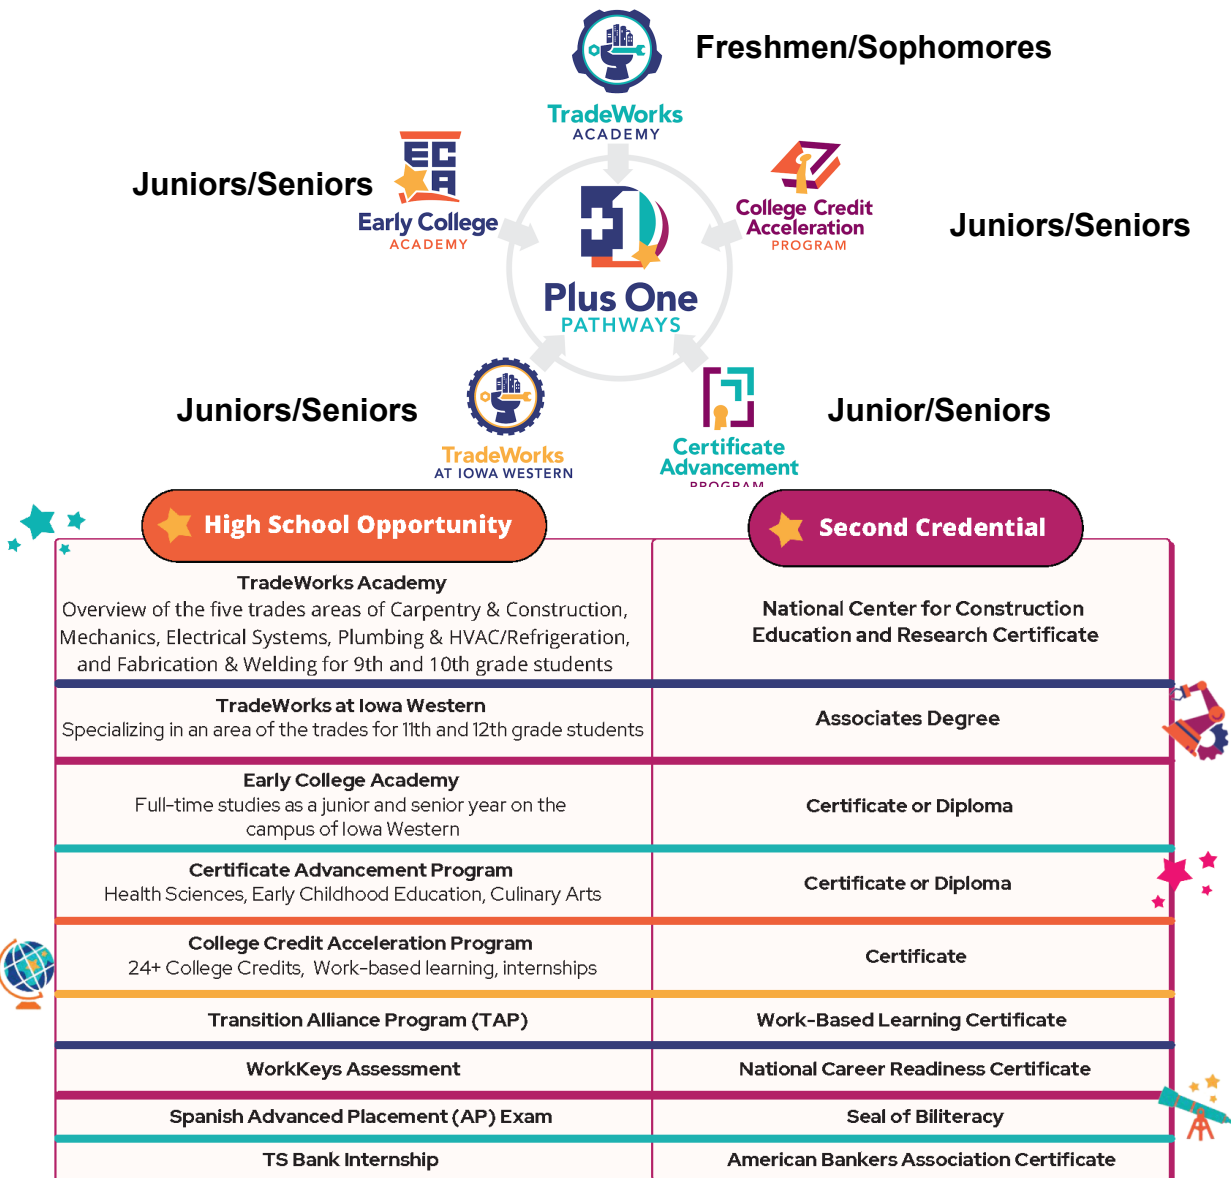 Freshmen/Sophomores
TradeWorks
ACADEMY
Juniors/Seniors
ECA
Early College
ACADEMY
College Credit
Acceleration
PROGRAM
Juniors/Seniors
+1
Plus One
PATHWAYS
Juniors/Seniors
TradeWorks
AT IOWA WESTERN
Junior/Seniors
Certificate
Advancement
PROGRAM
High School Opportunity
Second Credential
TradeWorks Academy
Overview of the five trades areas of Carpentry & Construction,
Mechanics, Electrical Systems, Plumbing & HVAC/Refrigeration,
and Fabrication & Welding for 9th and 10th grade students
National Center for Construction
Education and Research Certificate
TradeWorks at Iowa Western
Specializing in an area of the trades for 11th and 12th grade students
Associates Degree
Early College Academy
Full-time studies as a junior and senior year on the
campus of Iowa Western
Certificate or Diploma
Certificate Advancement Program
Health Sciences, Early Childhood Education, Culinary Arts
Certificate or Diploma
College Credit Acceleration Program
24+ College Credits, Work-based learning, internships
Certificate
Transition Alliance Program (TAP)
Work-Based Learning Certificate
WorkKeys Assessment
National Career Readiness Certificate
Spanish Advanced Placement (AP) Exam
Seal of Biliteracy
TS Bank Internship
American Bankers Association Certificate